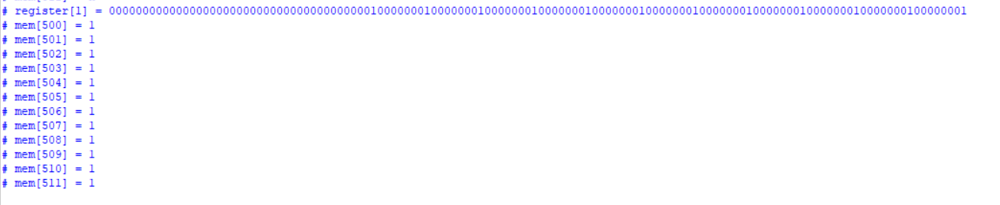 # register[1] = 00000000000000000000000000000000000000010000000100000001000000010000000100000001000000010000000100000001000000010000000100000001
# mem[500] = 1
# mem[501] = 1
# mem[502] = 1
# mem[503] = 1
# mem[504] = 1
# mem[505] = 1
# mem[506] = 1
# mem[507] = 1
# mem[508] = 1
# mem[509] = 1
# mem[510] = 1
# mem[511] = 1